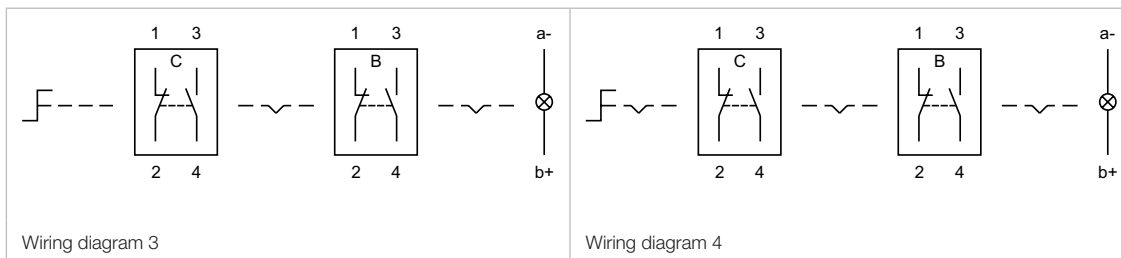 1 3 1 3 a- 1 3 1 3 a-
C B C B
2 4 2 4 b+ 2 4 2 4 b+
Wiring diagram 3 Wiring diagram 4